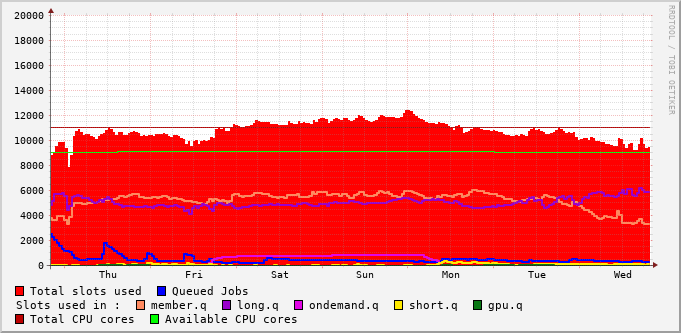 RRDTOOL / TOBI OETIKER
20000
18000
16000
14000
12000
10000
8000
6000
4000
2000
0
Thu Fri Sat Sun Mon Tue Wed
Total slots used Queued Jobs
Slots used in : member.q long.q ondemand.q short.q gpu.q
Total CPU cores Available CPU cores